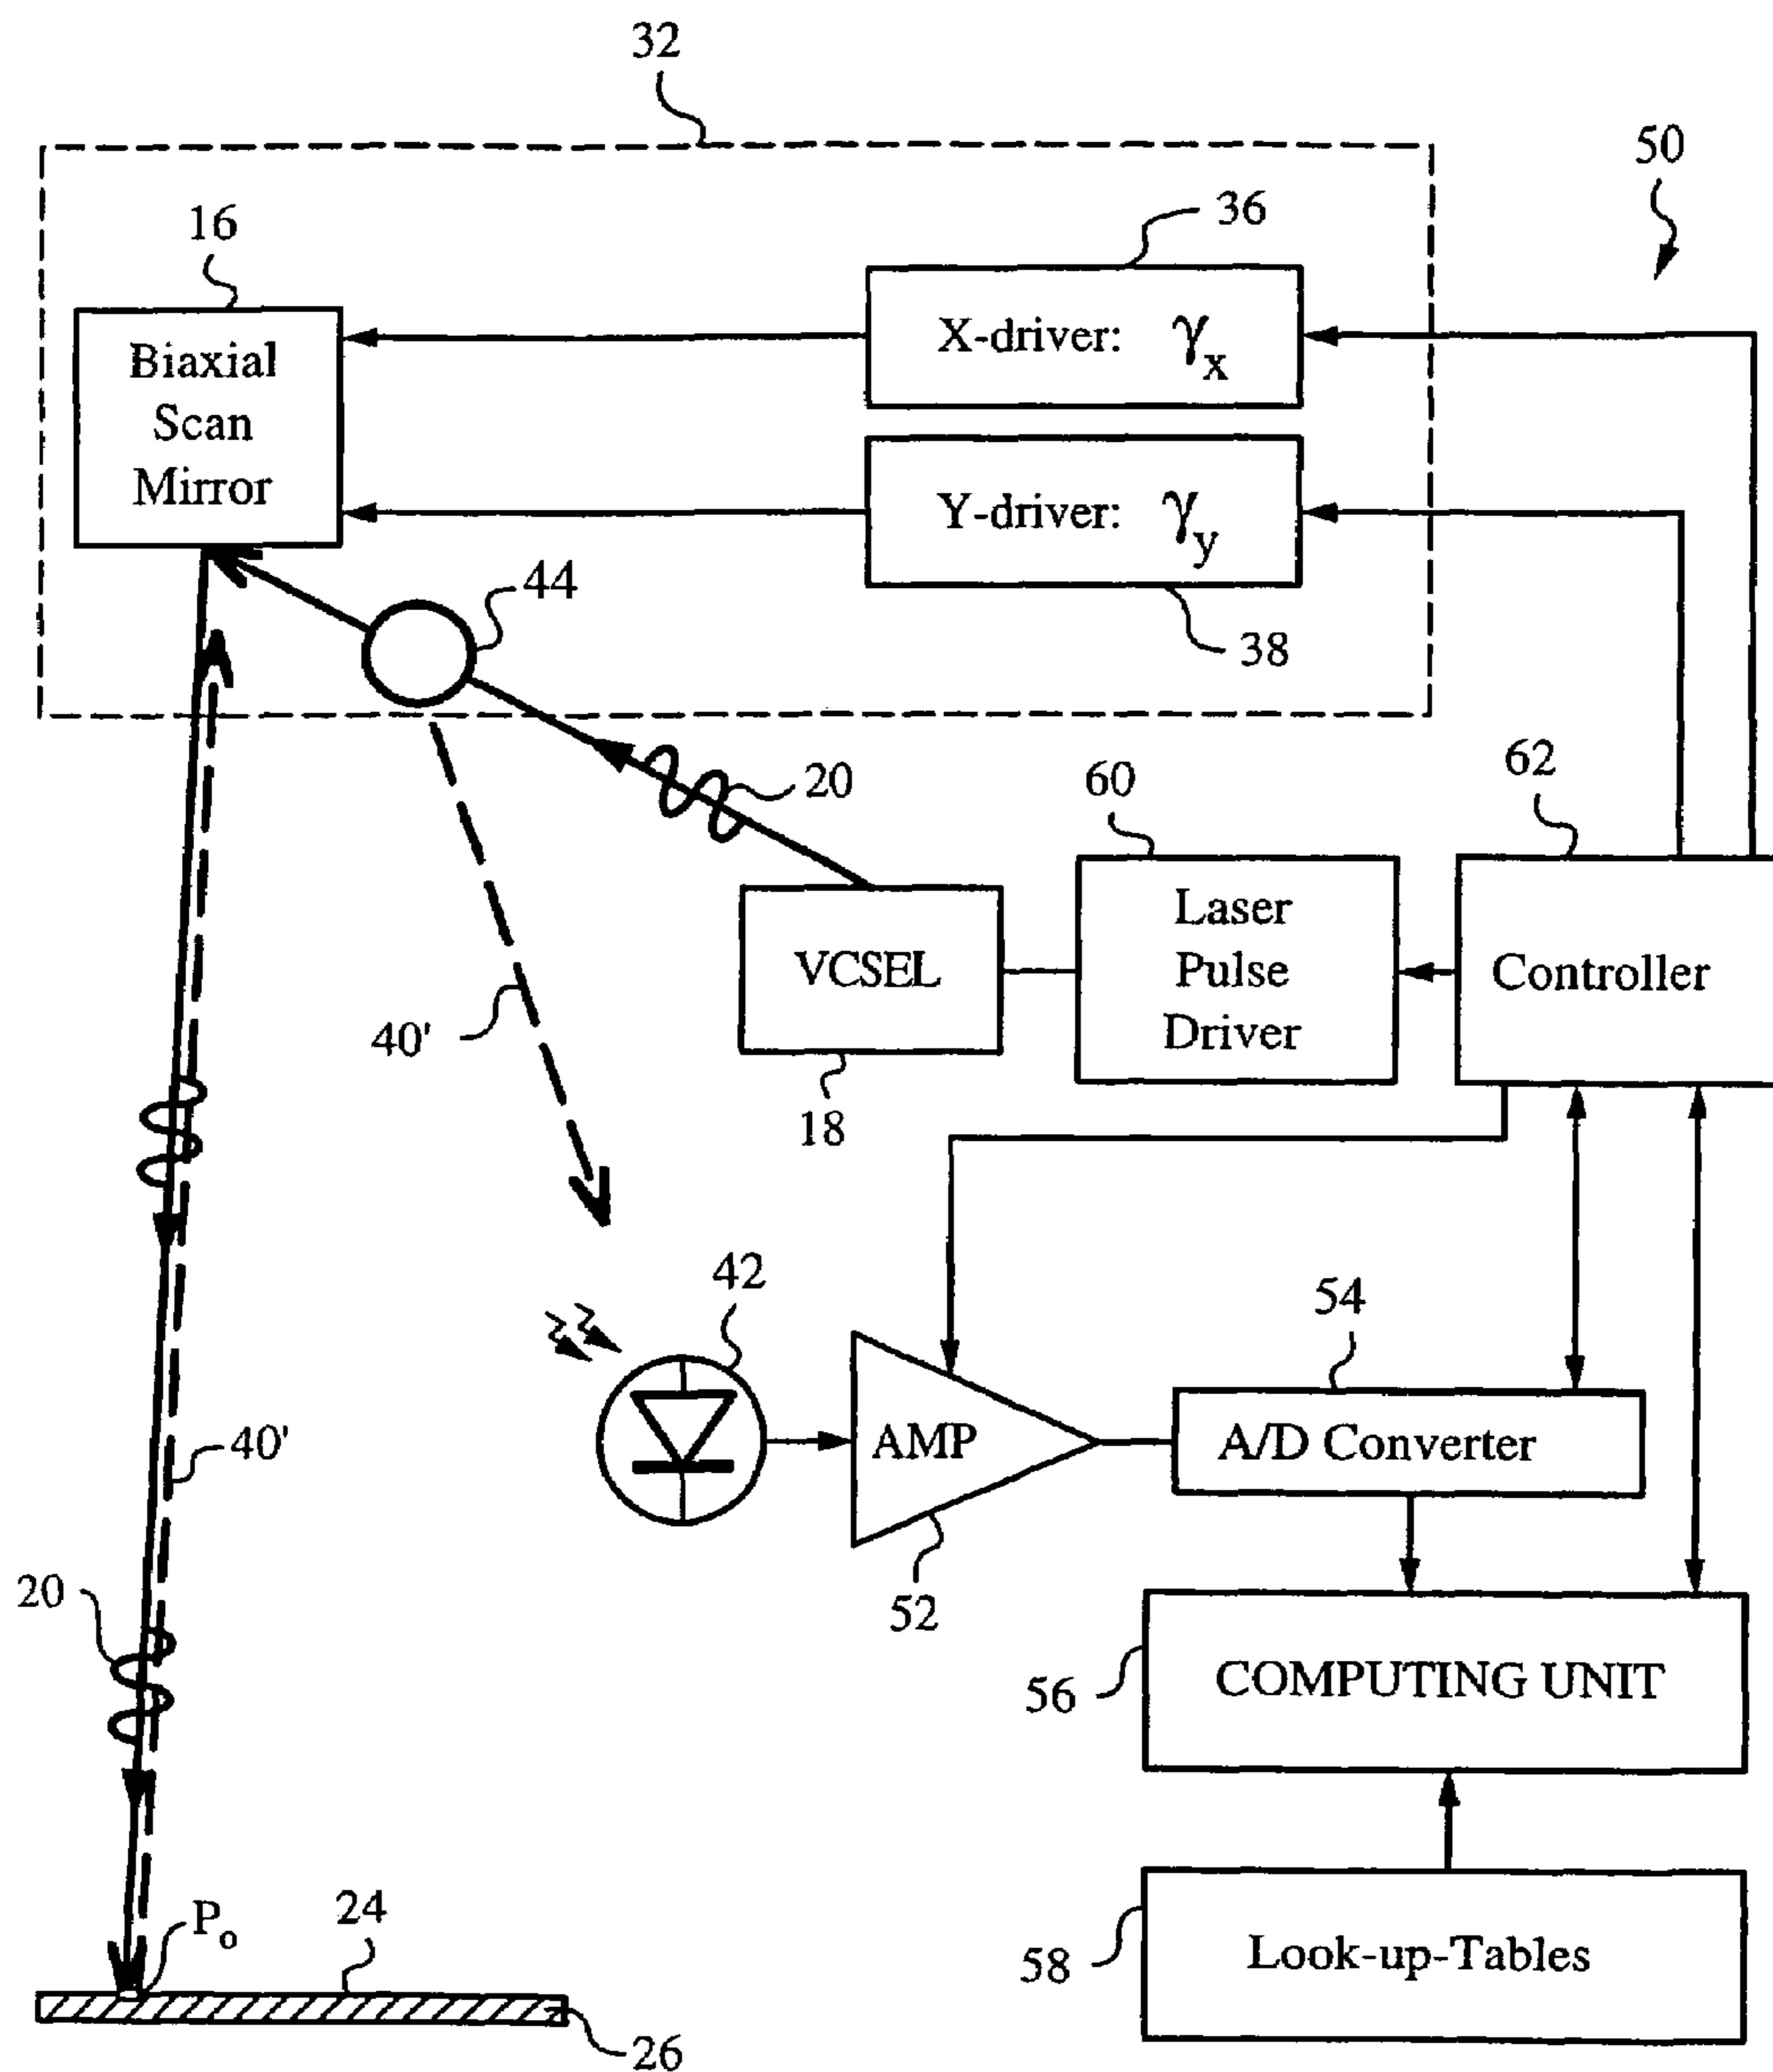 32
50
16
36
Biaxial
Scan
Mirror
X-driver: γx
Y-driver: γy
44
38
20
60
62
Laser
Pulse
Driver
VCSEL
Controller
40'
18
42
54
AMP
A/D Converter
40'
20
52
56
COMPUTING UNIT
Po
24
58
Look-up-Tables
26